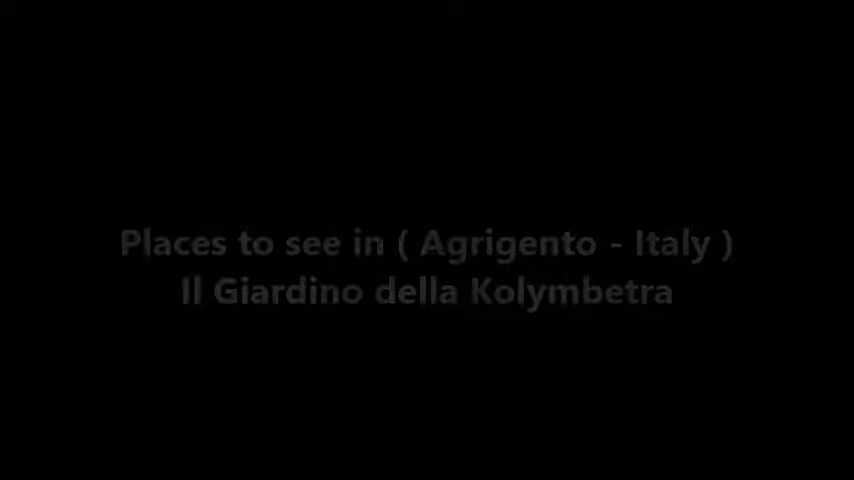 Places to see in ( Agrigento - Italy )
Il Giardino della Kolymbetra